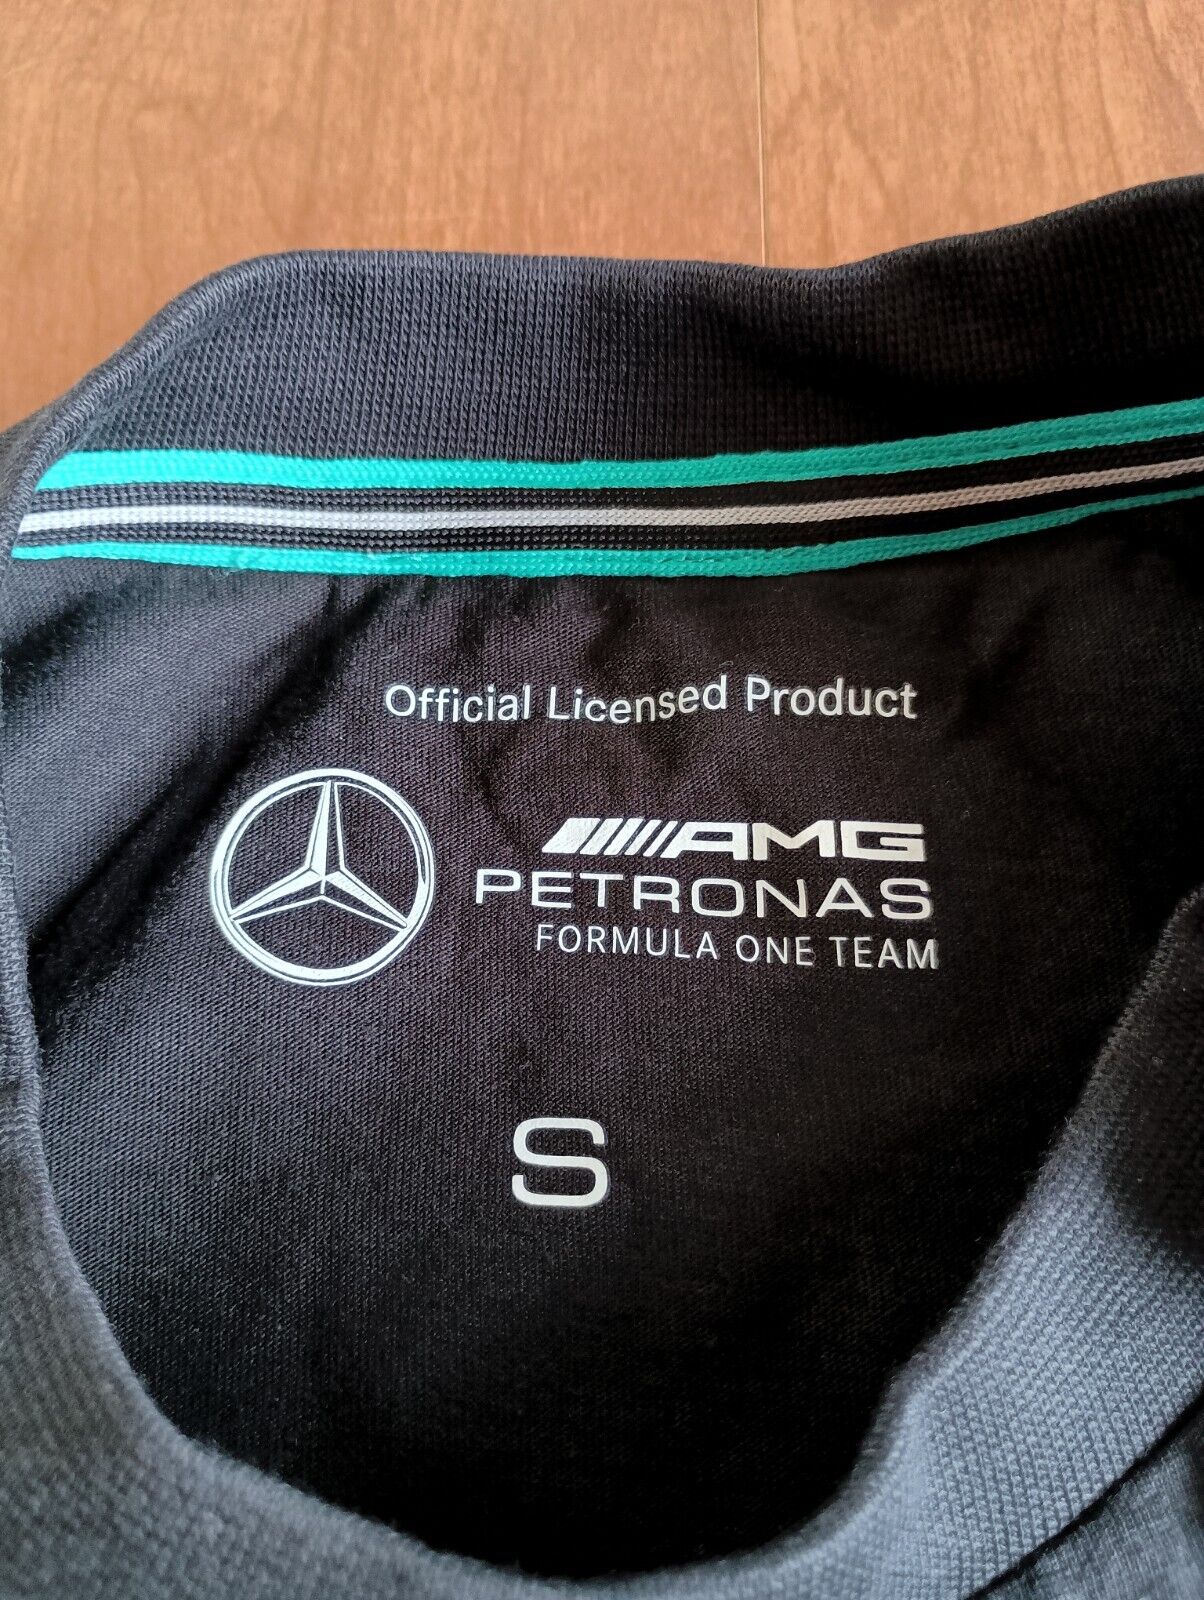 Official Licensed Product
AMG
PETRONAS
FORMULA ONE TEAM
S